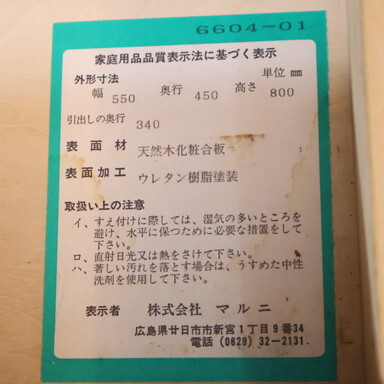 6604-01
家庭用品品質表示法に基づく表示
外形寸法 単位 mm
幅 550 奥行 450 高さ 800
引出しの奥行 340
表面材 天然木化粧合板
表面加工 ウレタン樹脂塗装
取扱い上の注意
イ、すえ付けに際しては、湿気の多いところを
避け、水平に保つために必要な措置をして
下さい。
ロ、直射日光又は熱をさけて下さい。
ハ、著しい汚れを落とす場合は、うすめた中性
洗剤を使用して下さい。
表示者 株式会社 マルニ
広島県廿日市市新宮1丁目9番34
電話 (0829) 32-2131.